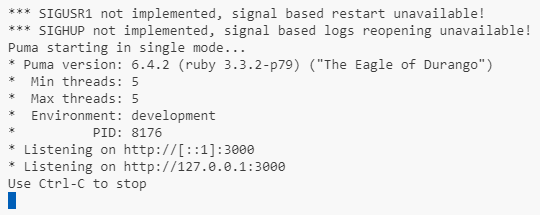 *** SIGUSR1 not implemented, signal based restart unavailable!
*** SIGHUP not implemented, signal based logs reopening unavailable!
Puma starting in single mode...
* Puma version: 6.4.2 (ruby 3.3.2-p79) ("The Eagle of Durango")
*  Min threads: 5
*  Max threads: 5
*  Environment: development
*          PID: 8176
* Listening on http://[::1]:3000
* Listening on http://127.0.0.1:3000
Use Ctrl-C to stop